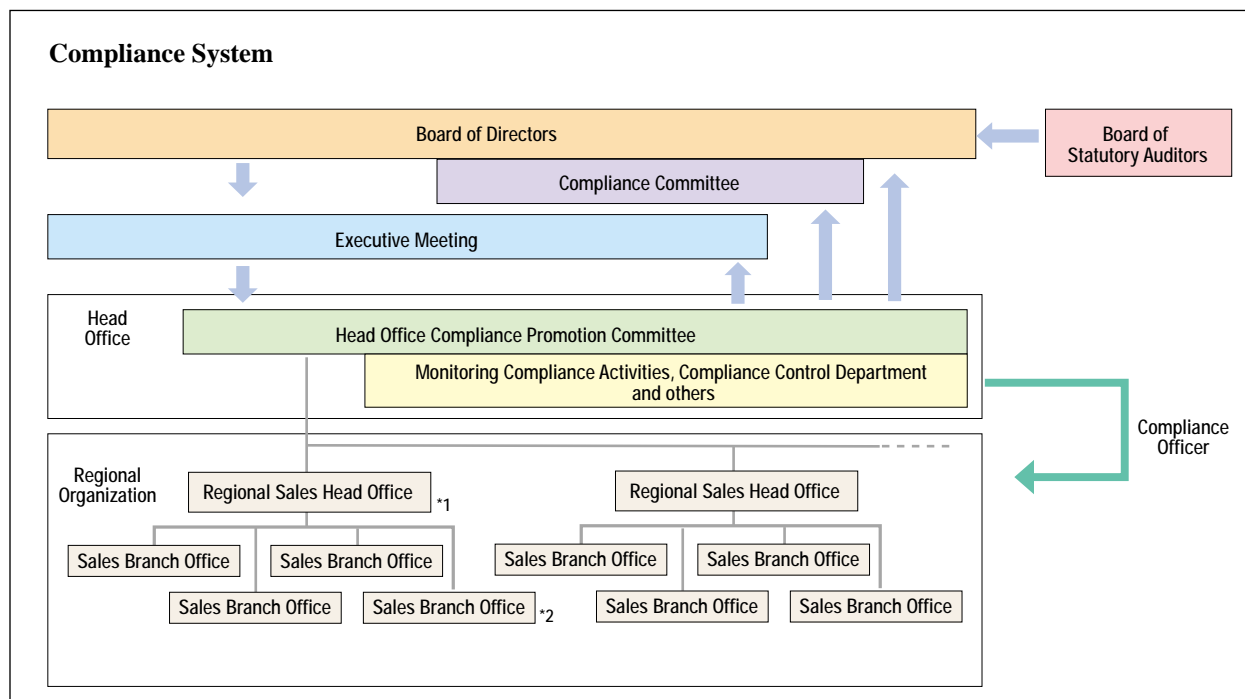 Compliance System
Board of Directors
Board of
Statutory Auditors
Compliance Committee
Executive Meeting
Head
Office
Head Office Compliance Promotion Committee
Monitoring Compliance Activities, Compliance Control Department
and others
Compliance
Officer
Regional
Organization
Regional Sales Head Office
*1
Regional Sales Head Office
Sales Branch Office
Sales Branch Office
Sales Branch Office
Sales Branch Office
*2
Sales Branch Office
Sales Branch Office
Sales Branch Office
Sales Branch Office